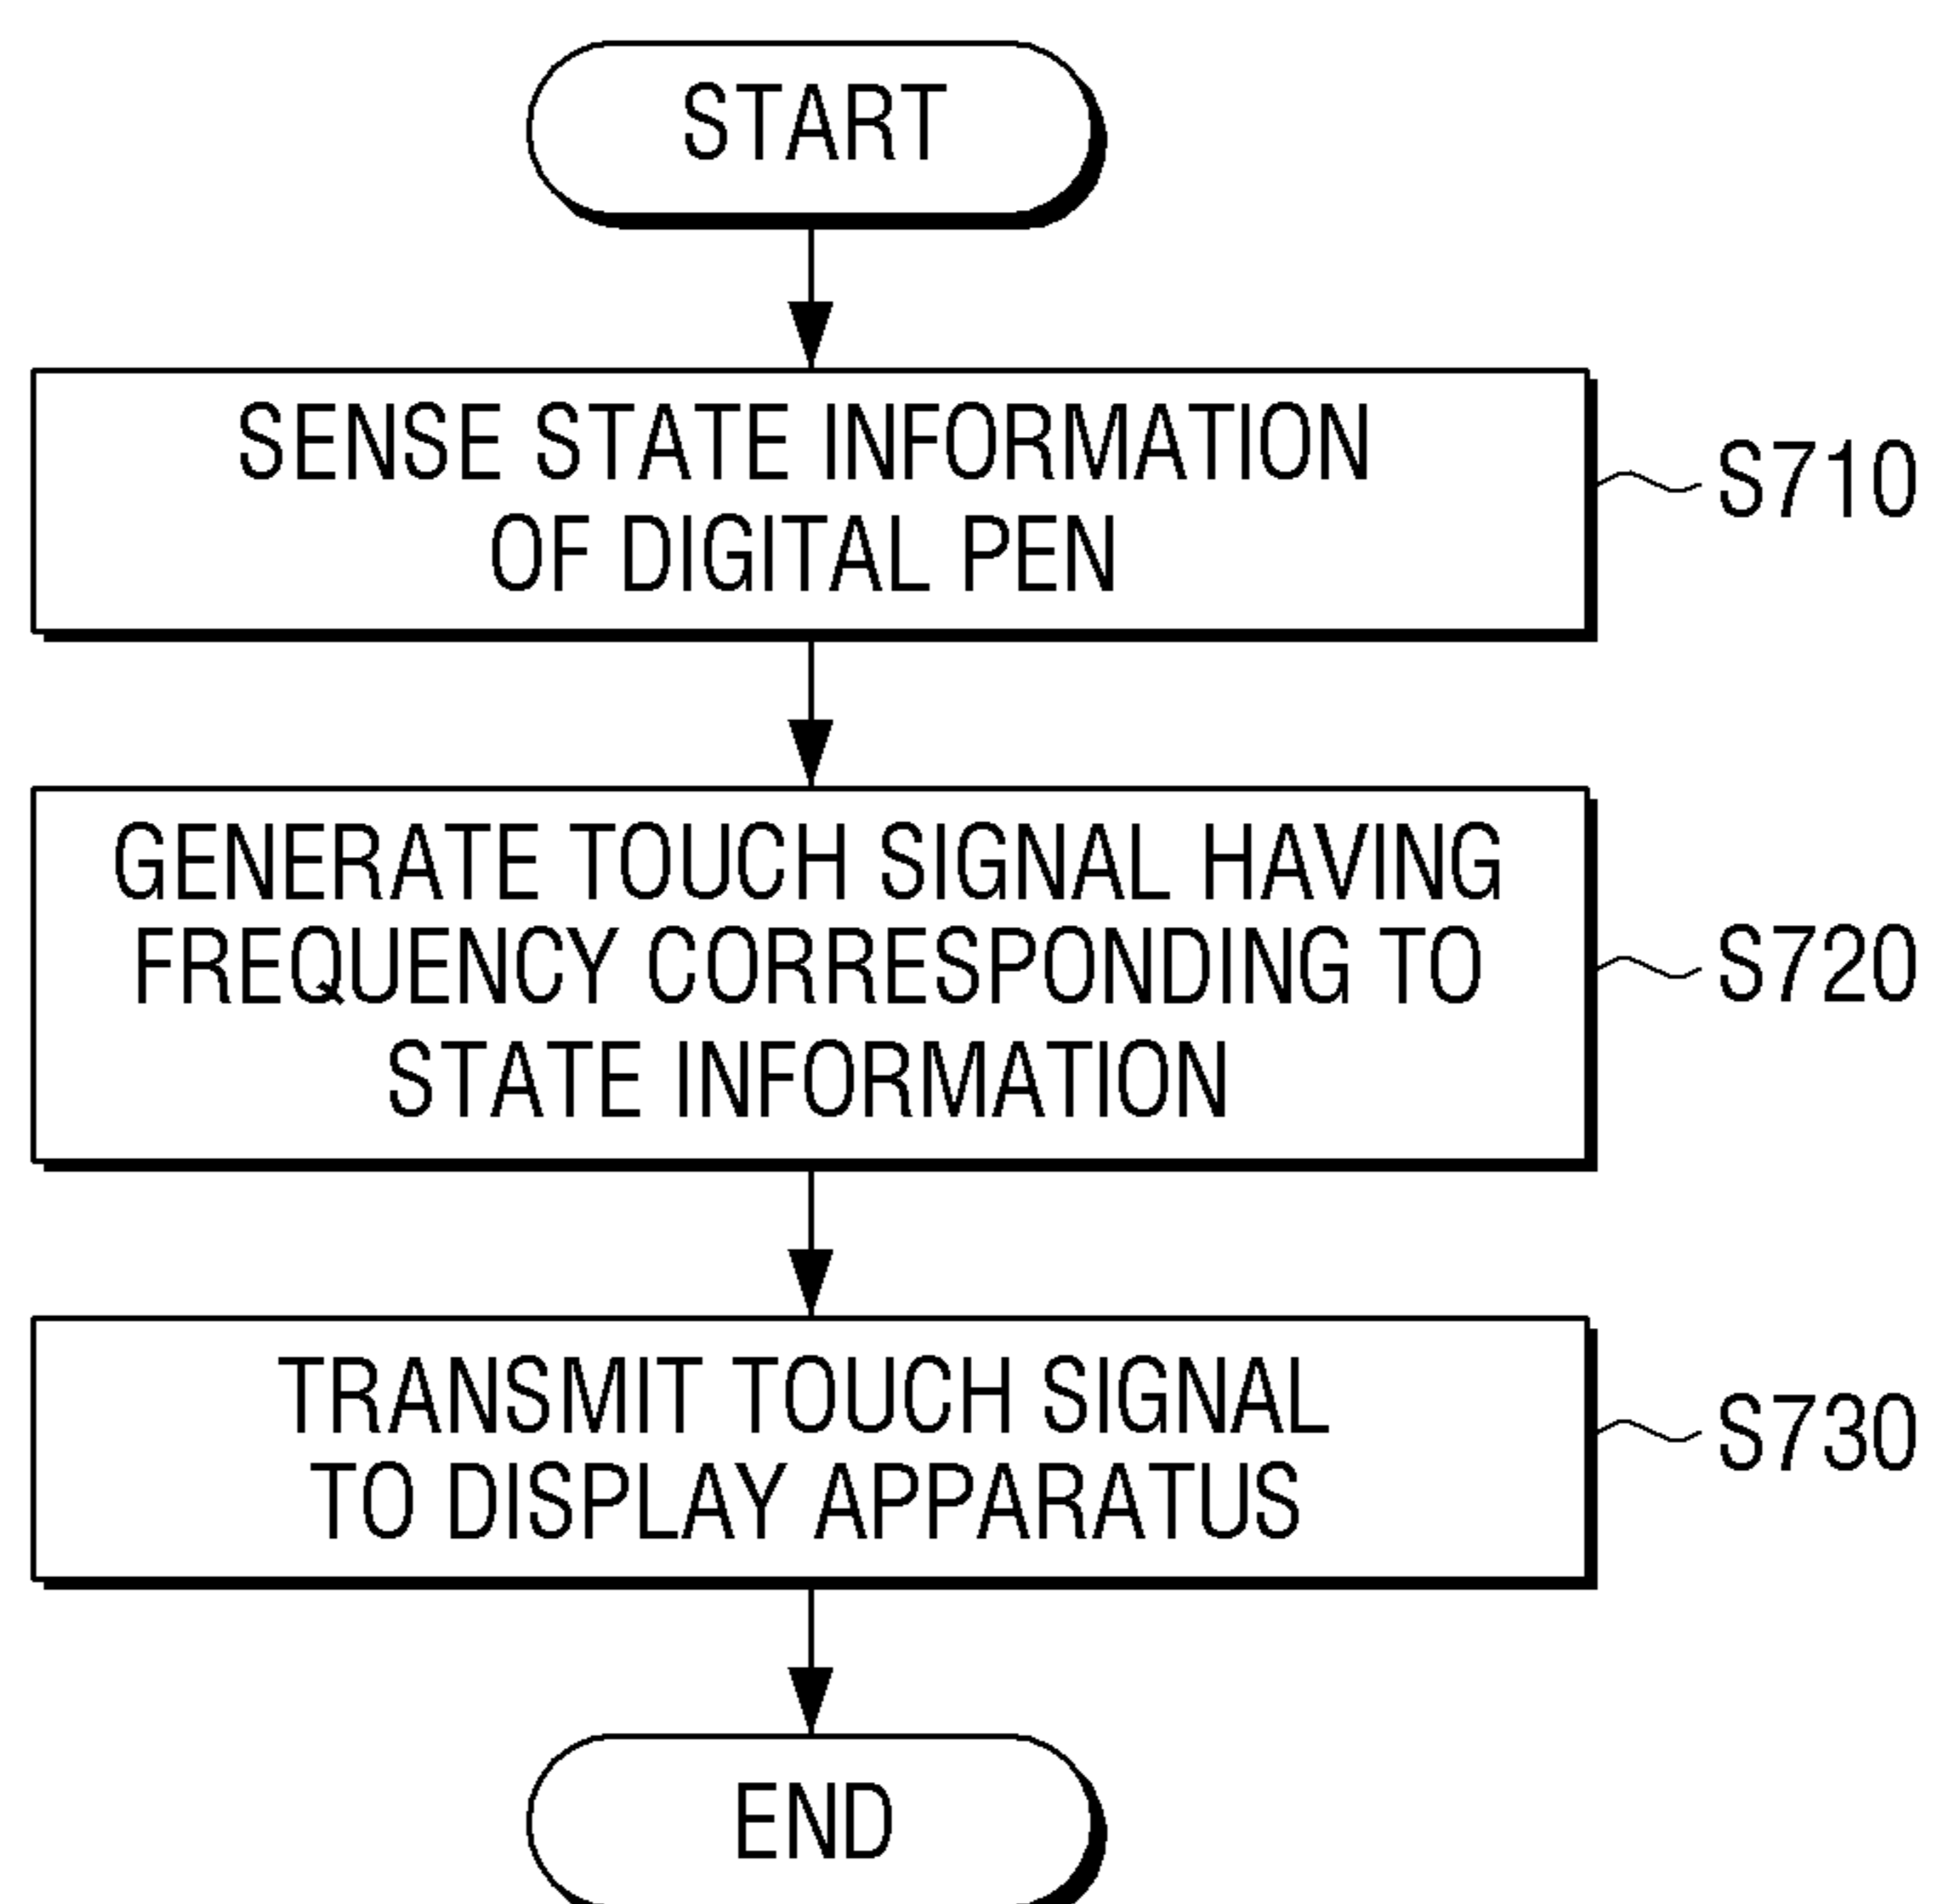 START
SENSE STATE INFORMATION
OF DIGITAL PEN
S710
GENERATE TOUCH SIGNAL HAVING
FREQUENCY CORRESPONDING TO
STATE INFORMATION
S720
TRANSMIT TOUCH SIGNAL
TO DISPLAY APPARATUS
S730
END